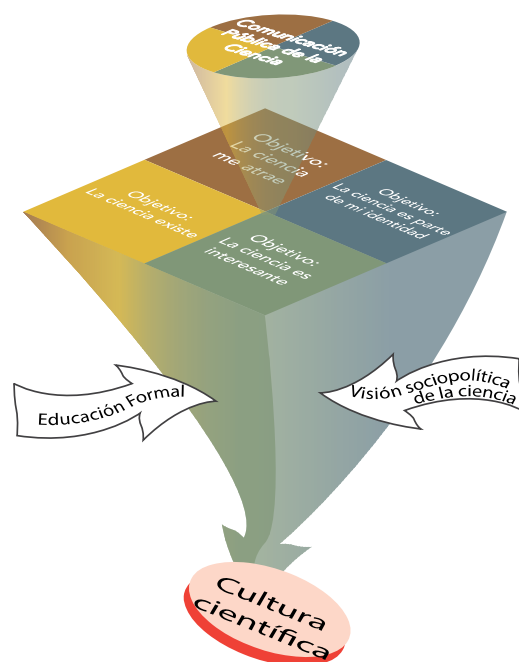 Comunicación
Pública de la
Ciencia
Objetivo:
La ciencia
me atrae
Objetivo:
La ciencia existe
Objetivo:
La ciencia es parte
de mi identidad
Objetivo:
La ciencia es
interesante
Educación Formal
Visión sociopolítica
de la ciencia
Cultura
científica